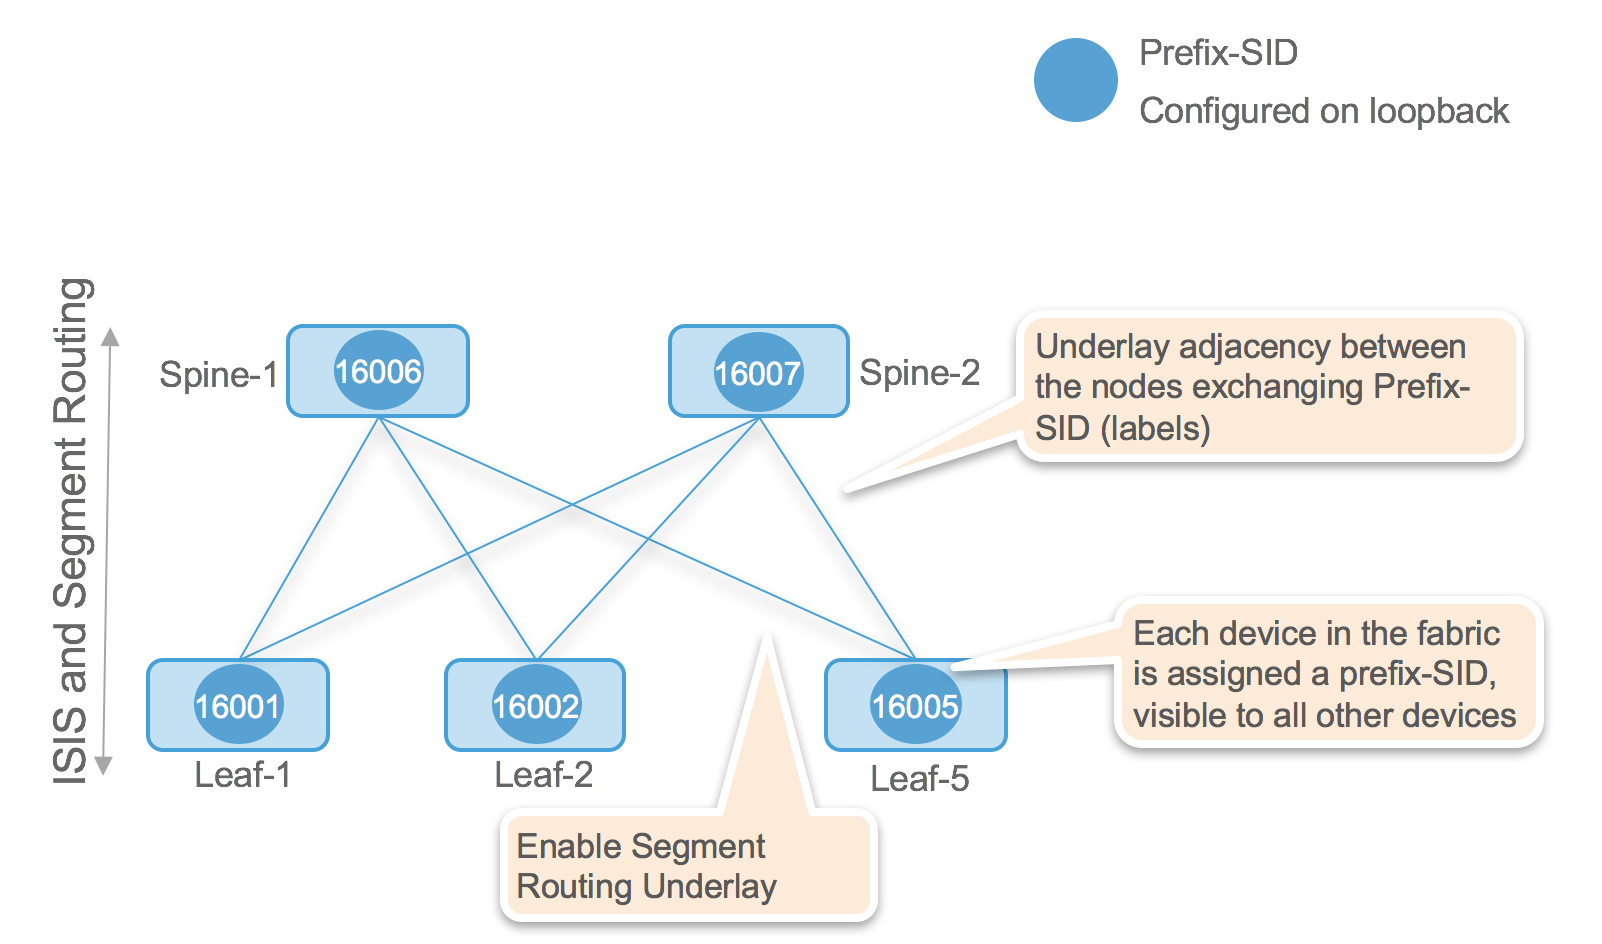 Prefix-SID
Configured on loopback
ISIS and Segment Routing
Spine-1
16006
16007
Spine-2
Underlay adjacency between
the nodes exchanging Prefix-
SID (labels)
Each device in the fabric
is assigned a prefix-SID,
visible to all other devices
16001
16002
16005
Leaf-1
Leaf-2
Leaf-5
Enable Segment
Routing Underlay